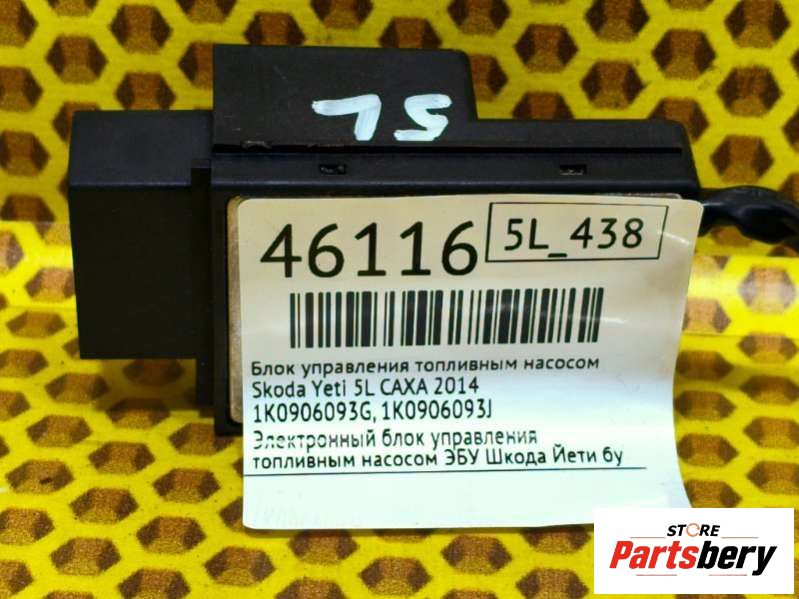 5L
46116
5L_438
Блок управления топливным насосом
Skoda Yeti 5L CAXA 2014
1K0906093G, 1K0906093J
Электронный блок управления
топливным насосом ЭБУ Шкода Йети бу
STORE
Partsbery